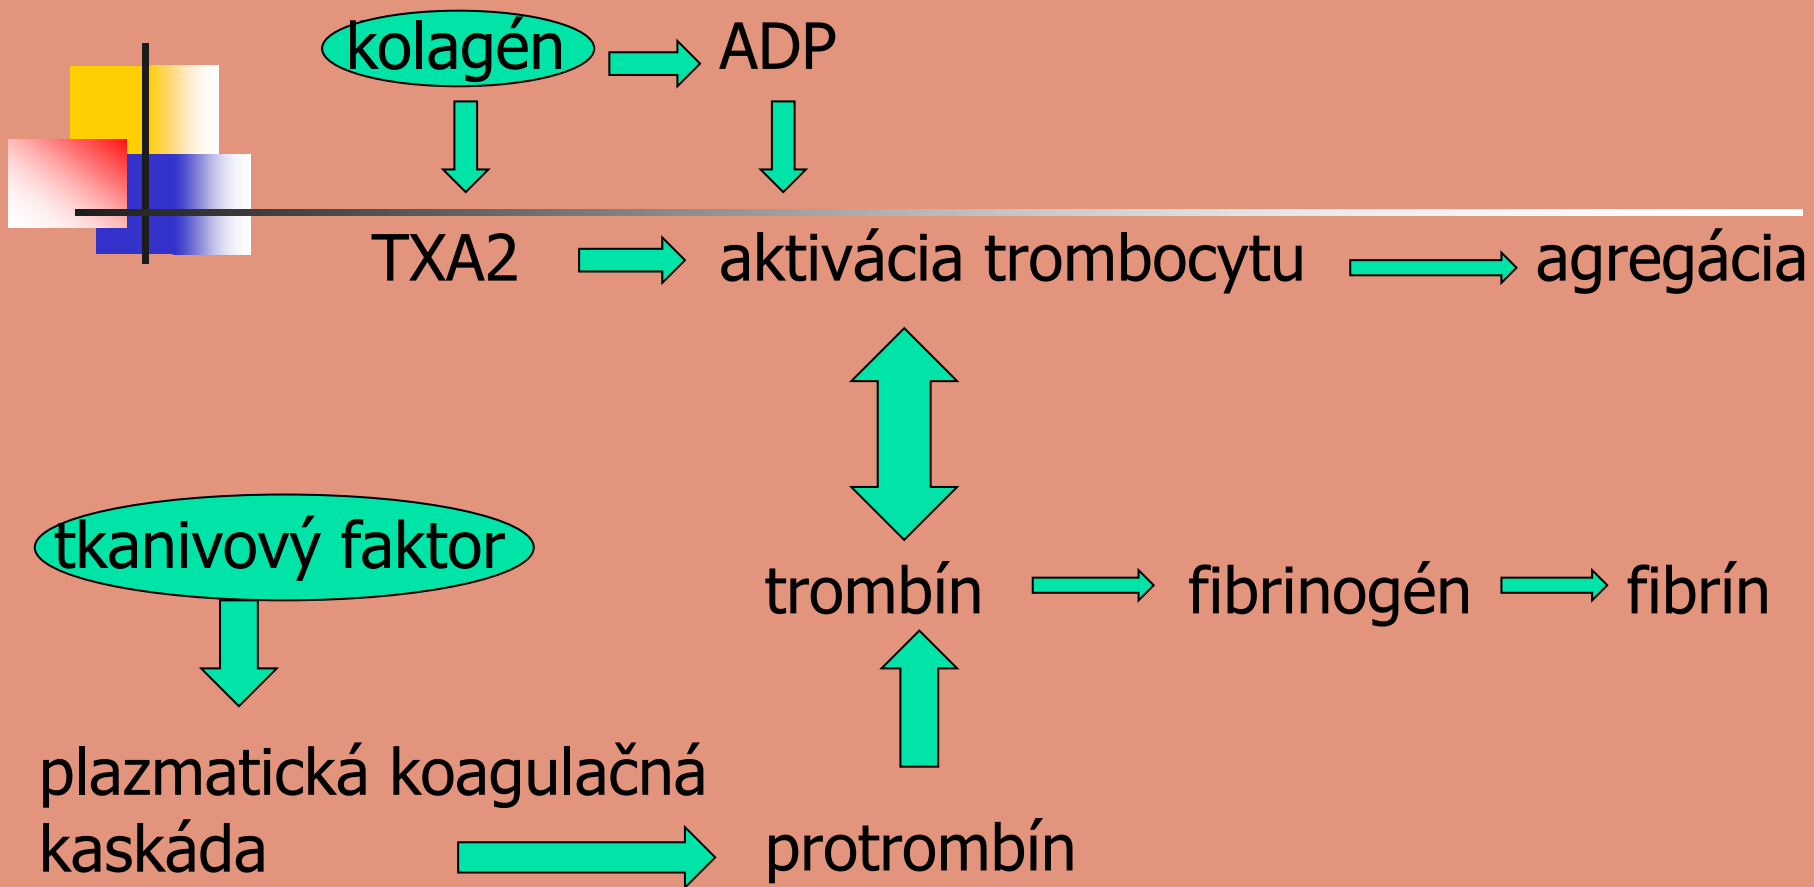 kolagén
ADP
TXA2
aktivácia trombocytu
agregácia
tkanivový faktor
trombín
fibrinogén
fibrín
plazmatická koagulačná
kaskáda
protrombín